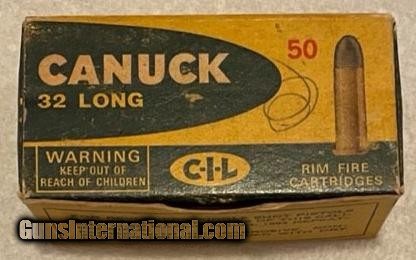 CANUCK
32 LONG
50
WARNING
KEEP OUT OF
REACH OF CHILDREN
C-I-L
RIM FIRE
CARTRIDGES
GunsInternational.com